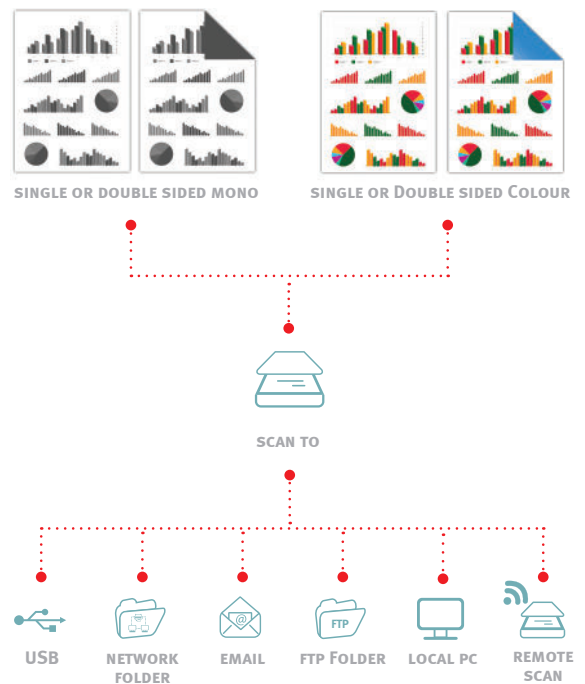 SINGLE OR DOUBLE SIDED MONO
SINGLE OR DOUBLE SIDED COLOUR
SCAN TO
@
FTP
USB
NETWORK
FOLDER
EMAIL
FTP FOLDER
LOCAL PC
REMOTE
SCAN